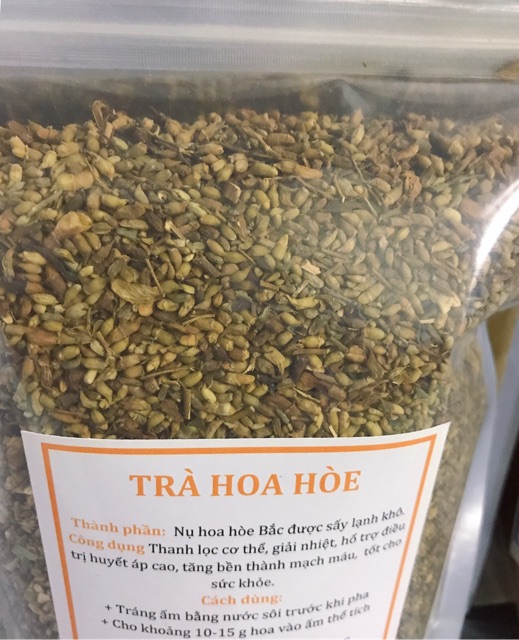 TRÀ HOA HÒE
Thành phần: Nụ hoa hòe Bắc được sấy lạnh khô.
Công dụng Thanh lọc cơ thể, giải nhiệt, hổ trợ điều
trị huyết áp cao, tăng bền thành mạch máu, tốt cho
sức khỏe.
Cách dùng:
+ Tráng ấm bằng nước sôi trước khi pha
+ Cho khoảng 10-15 g hoa vào ấm thể tích